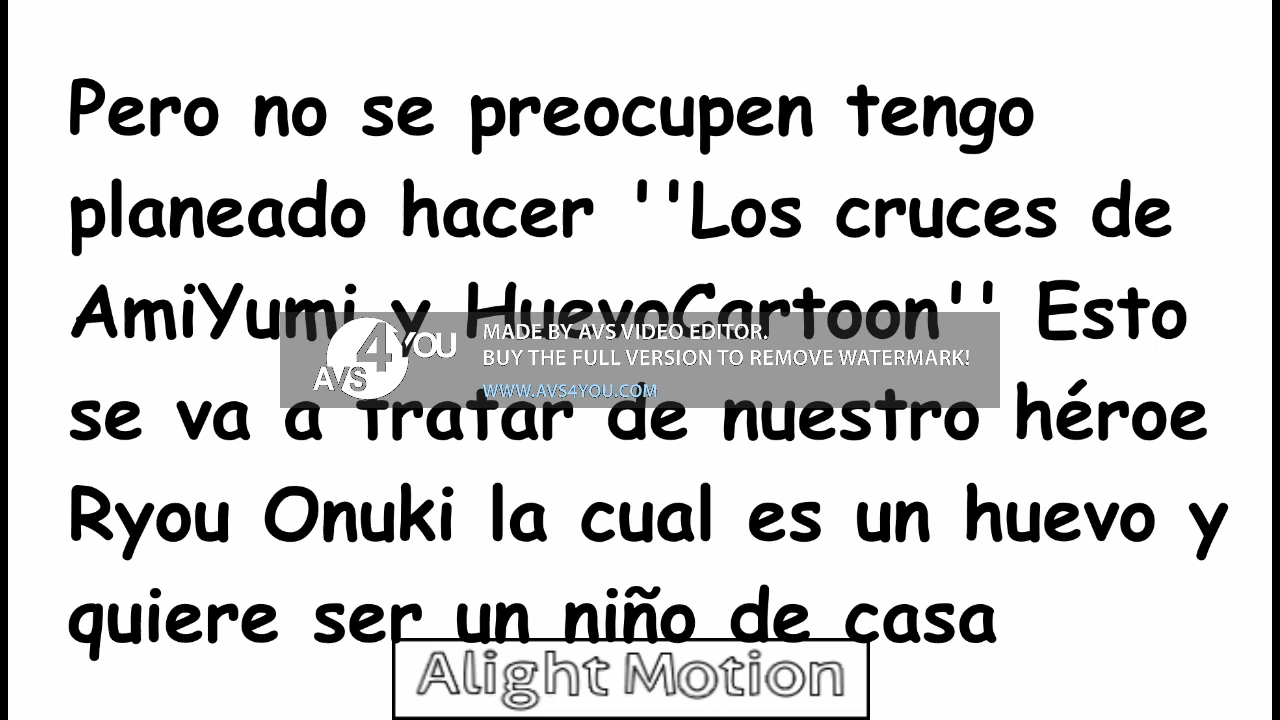 Pero no se preocupen tengo
planeado hacer ''Los cruces de
AmiYumi y HuevoCartoon'' Esto
AVS4YOU
MADE BY AVS VIDEO EDITOR.
BUY THE FULL VERSION TO REMOVE WATERMARK!
WWW.AVS4YOU.COM
se va a tratar de nuestro héroe
Ryou Onuki la cual es un huevo y
quiere ser un niño de casa
Alight Motion